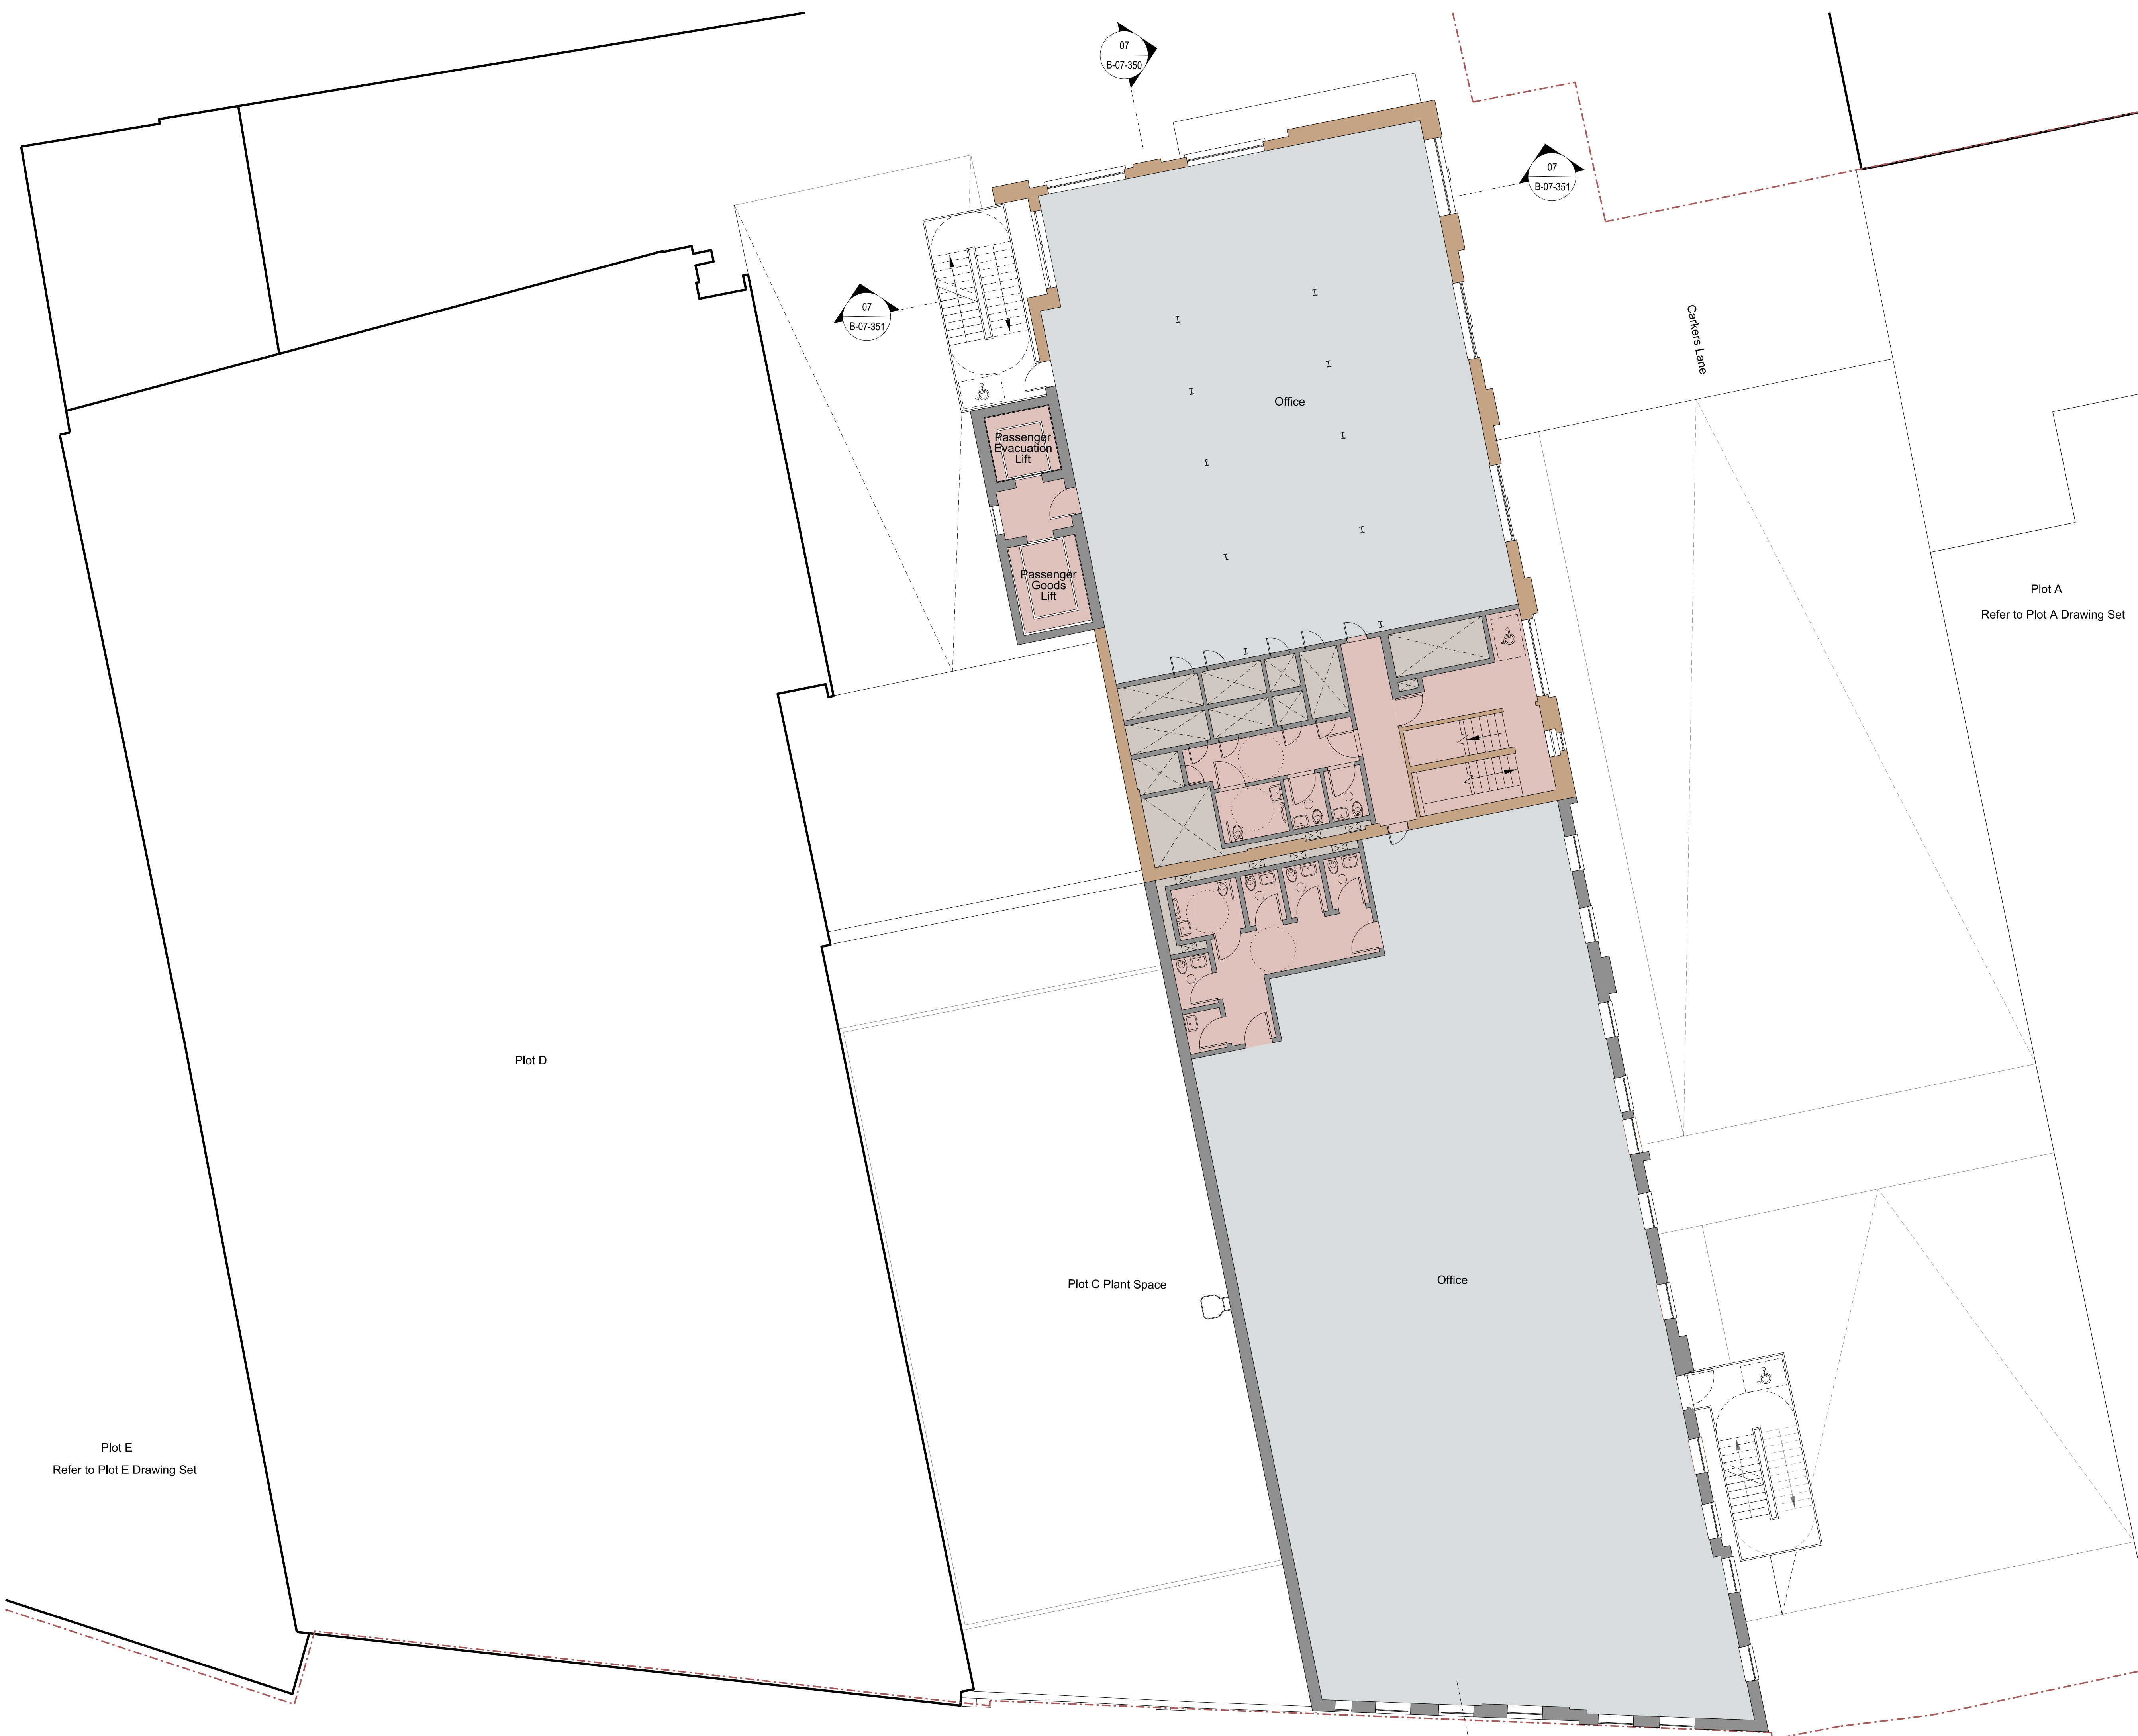 07
B-07-350
07
B-07-351
07
B-07-351
Carkers Lane
Office
Passenger
Evacuation
Lift
Passenger
Goods
Lift
Plot A
Refer to Plot A Drawing Set
Plot D
Plot C Plant Space
Office
Plot E
Refer to Plot E Drawing Set